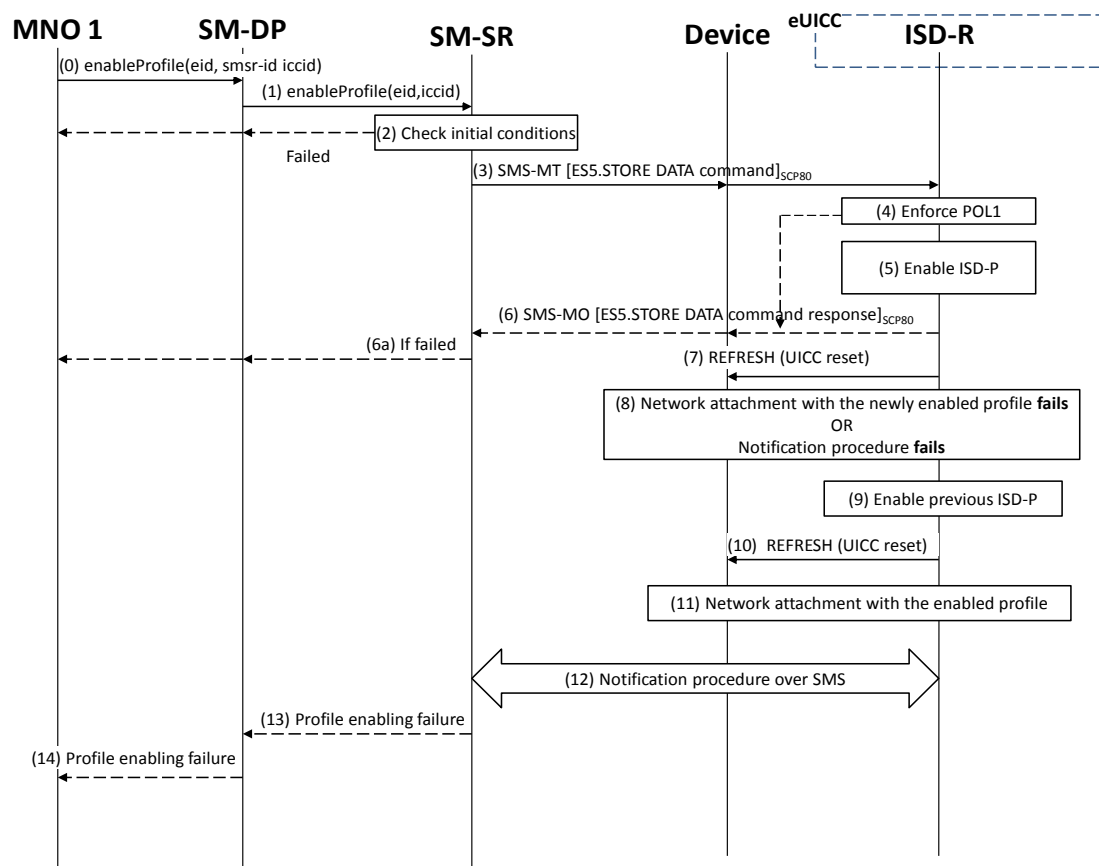 MNO 1
SM-DP
SM-SR
Device
eUICC
ISD-R
(0) enableProfile(eid, smsr-id iccid)
(1) enableProfile(eid,iccid)
(2) Check initial conditions
Failed
(3) SMS-MT [ES5.STORE DATA command]SCP80
(4) Enforce POL1
(5) Enable ISD-P
(6) SMS-MO [ES5.STORE DATA command response]SCP80
(6a) If failed
(7) REFRESH (UICC reset)
(8) Network attachment with the newly enabled profile fails
OR
Notification procedure fails
(9) Enable previous ISD-P
(10) REFRESH (UICC reset)
(11) Network attachment with the enabled profile
(12) Notification procedure over SMS
(13) Profile enabling failure
(14) Profile enabling failure